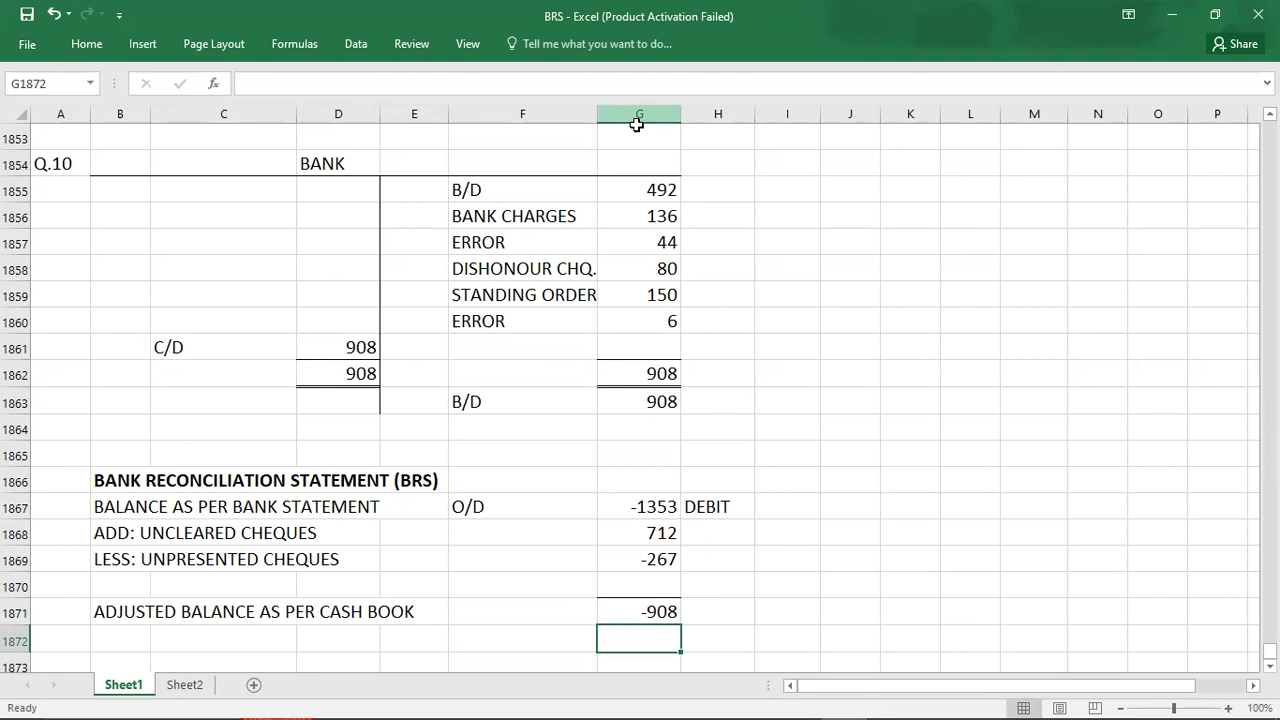 BRS - Excel (Product Activation Failed)
File Home Insert Page Layout Formulas Data Review View Tell me what you want to do... Share
G1872 fx
A B C D E F G H I J K L M N O P
1853
1854 Q.10 BANK
1855 B/D 492
1856 BANK CHARGES 136
1857 ERROR 44
1858 DISHONOUR CHQ. 80
1859 STANDING ORDER 150
1860 ERROR 6
1861 C/D 908
1862 908 908
1863 B/D 908
1864
1865
1866 BANK RECONCILIATION STATEMENT (BRS)
1867 BALANCE AS PER BANK STATEMENT O/D -1353 DEBIT
1868 ADD: UNCLEARED CHEQUES 712
1869 LESS: UNPRESENTED CHEQUES -267
1870
1871 ADJUSTED BALANCE AS PER CASH BOOK -908
1872
1873
Sheet1 Sheet2
Ready 100%